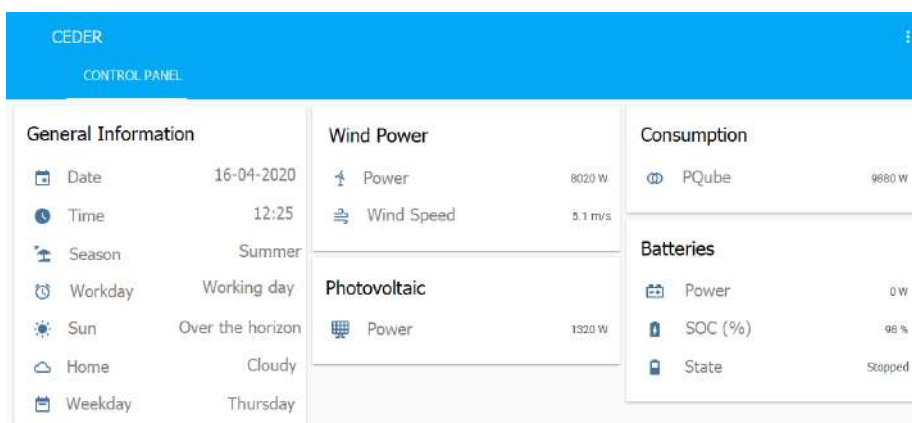 CEDER
CONTROL PANEL
General Information
Date 16-04-2020
Time 12:25
Season Summer
Workday Working day
Sun Over the horizon
Home Cloudy
Weekday Thursday
Wind Power
Power 8020 W
Wind Speed 5.1 m/s
Photovoltaic
Power 1320 W
Consumption
PQube 9880 W
Batteries
Power 0 W
SOC (%) 98 %
State Stopped